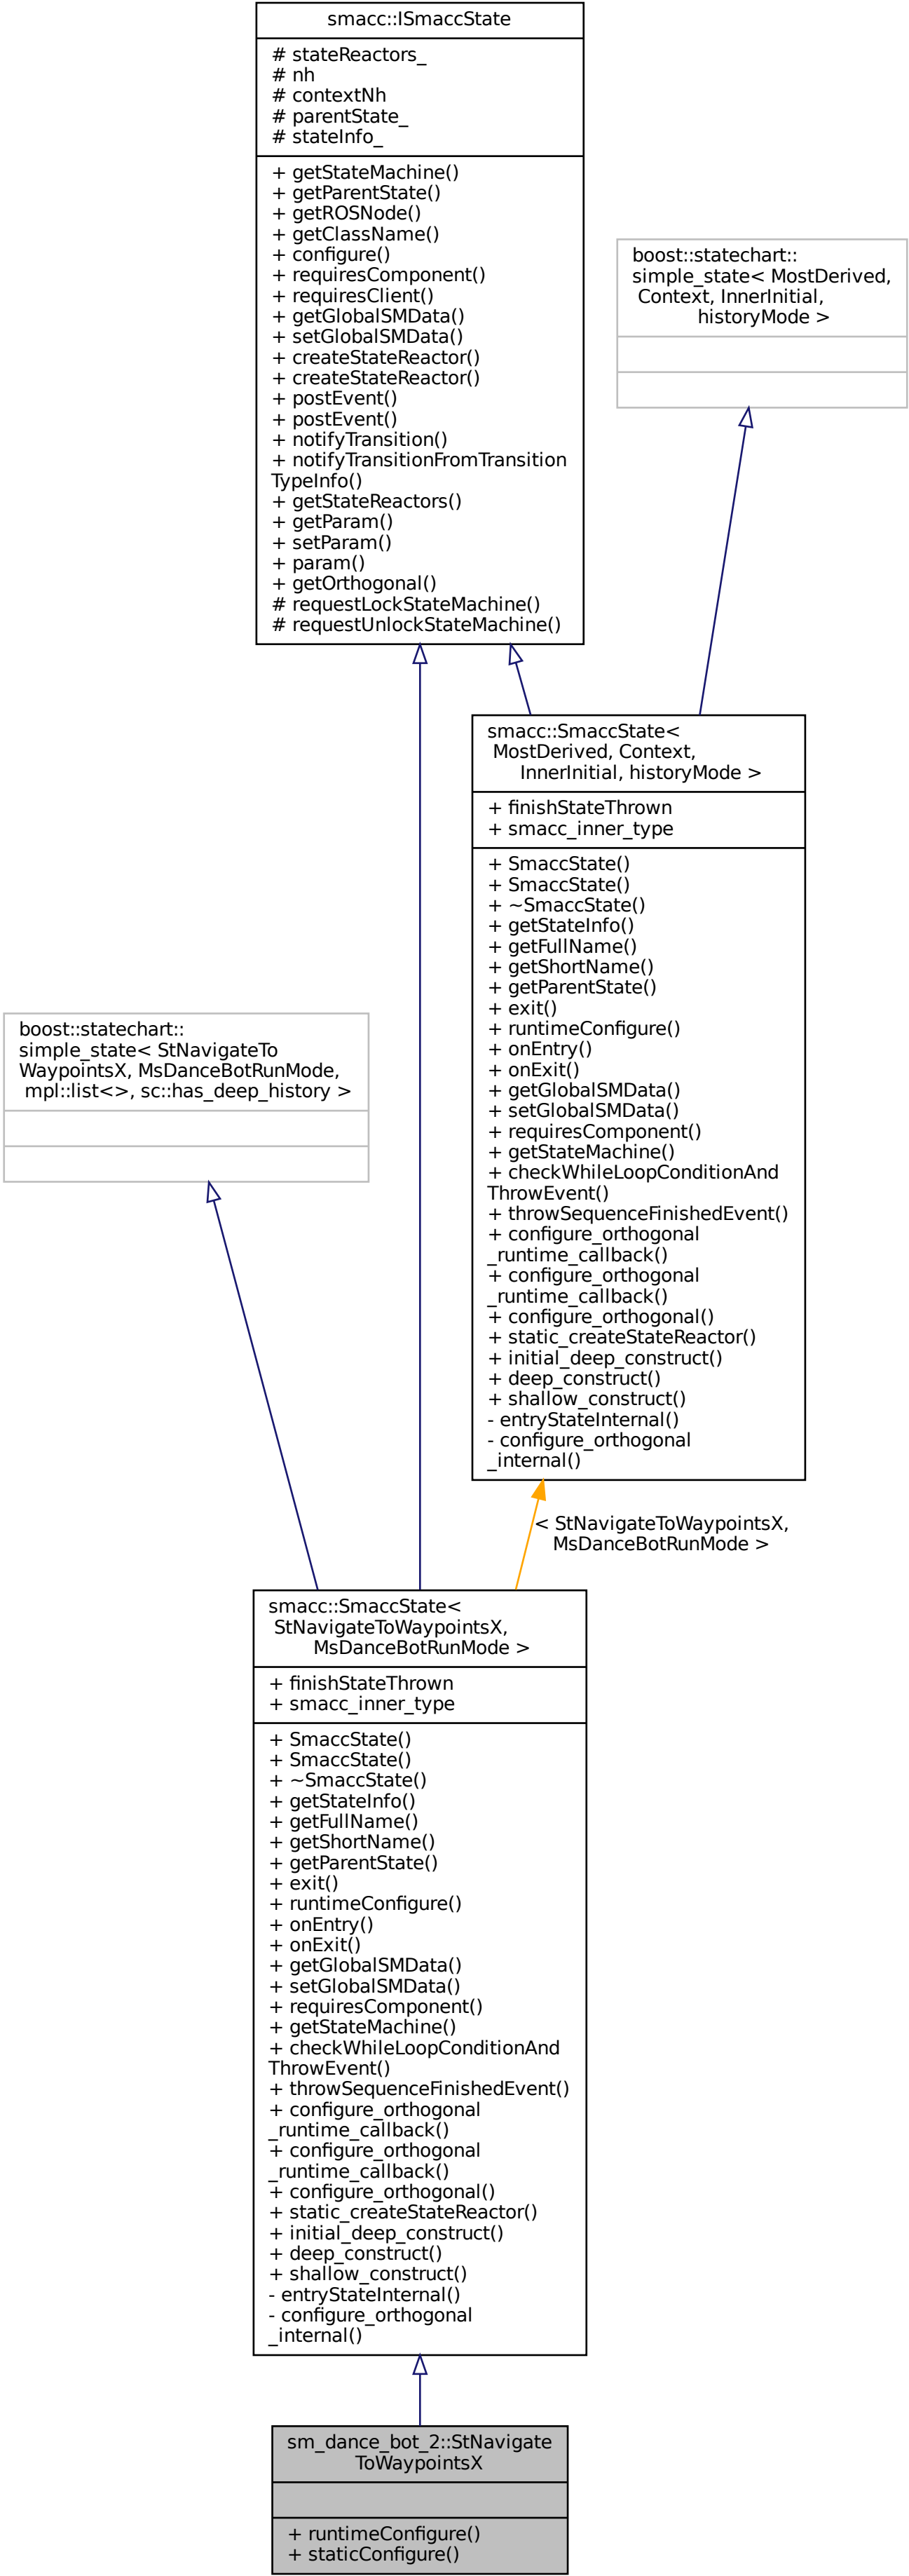 smacc::ISmaccState
# stateReactors_
# nh
# contextNh
# parentState_
# stateInfo_
+ getStateMachine()
+ getParentState()
+ getROSNode()
+ getClassName()
+ configure()
+ requiresComponent()
+ requiresClient()
+ getGlobalSMData()
+ setGlobalSMData()
+ createStateReactor()
+ createStateReactor()
+ postEvent()
+ postEvent()
+ notifyTransition()
+ notifyTransitionFromTransition
TypeInfo()
+ getStateReactors()
+ getParam()
+ setParam()
+ param()
+ getOrthogonal()
# requestLockStateMachine()
# requestUnlockStateMachine()
boost::statechart::
simple_state< MostDerived,
Context, InnerInitial,
historyMode >
smacc::SmaccState<
MostDerived, Context,
InnerInitial, historyMode >
+ finishStateThrown
+ smacc_inner_type
+ SmaccState()
+ SmaccState()
+ ~SmaccState()
+ getStateInfo()
+ getFullName()
+ getShortName()
+ getParentState()
+ exit()
+ runtimeConfigure()
+ onEntry()
+ onExit()
+ getGlobalSMData()
+ setGlobalSMData()
+ requiresComponent()
+ getStateMachine()
+ checkWhileLoopConditionAnd
ThrowEvent()
+ throwSequenceFinishedEvent()
+ configure_orthogonal
_runtime_callback()
+ configure_orthogonal
_runtime_callback()
+ configure_orthogonal()
+ static_createStateReactor()
+ initial_deep_construct()
+ deep_construct()
+ shallow_construct()
- entryStateInternal()
- configure_orthogonal
_internal()
boost::statechart::
simple_state< StNavigateTo
WaypointsX, MsDanceBotRunMode,
mpl::list<>, sc::has_deep_history >
< StNavigateToWaypointsX,
MsDanceBotRunMode >
smacc::SmaccState<
StNavigateToWaypointsX,
MsDanceBotRunMode >
+ finishStateThrown
+ smacc_inner_type
+ SmaccState()
+ SmaccState()
+ ~SmaccState()
+ getStateInfo()
+ getFullName()
+ getShortName()
+ getParentState()
+ exit()
+ runtimeConfigure()
+ onEntry()
+ onExit()
+ getGlobalSMData()
+ setGlobalSMData()
+ requiresComponent()
+ getStateMachine()
+ checkWhileLoopConditionAnd
ThrowEvent()
+ throwSequenceFinishedEvent()
+ configure_orthogonal
_runtime_callback()
+ configure_orthogonal
_runtime_callback()
+ configure_orthogonal()
+ static_createStateReactor()
+ initial_deep_construct()
+ deep_construct()
+ shallow_construct()
- entryStateInternal()
- configure_orthogonal
_internal()
sm_dance_bot_2::StNavigate
ToWaypointsX
+ runtimeConfigure()
+ staticConfigure()